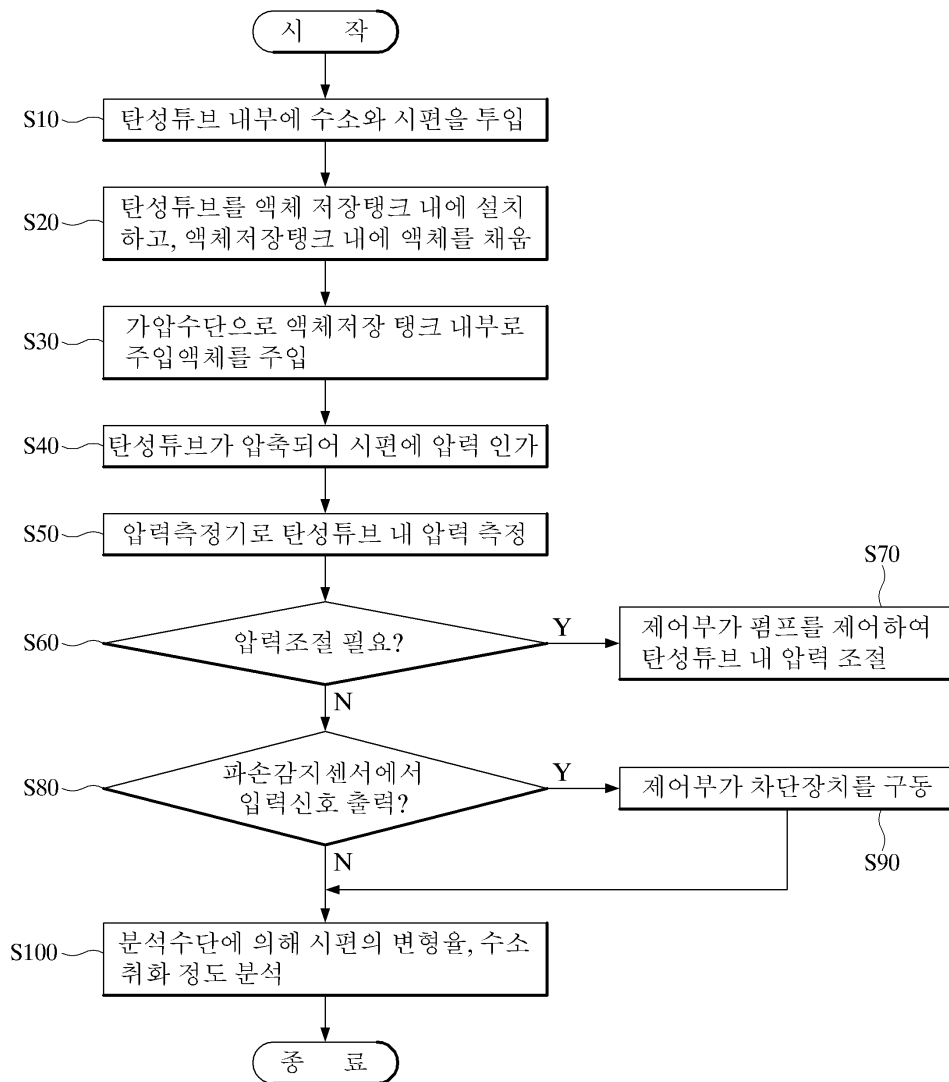 시 작
S10
탄성튜브 내부에 수소와 시편을 투입
S20
탄성튜브를 액체 저장탱크 내에 설치
하고, 액체저장탱크 내에 액체를 채움
S30
가압수단으로 액체저장 탱크 내부로
주입액체를 주입
S40
탄성튜브가 압축되어 시편에 압력 인가
S50
압력측정기로 탄성튜브 내 압력 측정
S60
압력조절 필요?
Y
N
S70
제어부가 펌프를 제어하여
탄성튜브 내 압력 조절
S80
파손감지센서에서
입력신호 출력?
Y
N
제어부가 차단장치를 구동
S90
S100
분석수단에 의해 시편의 변형율, 수소
취화 정도 분석
종 료